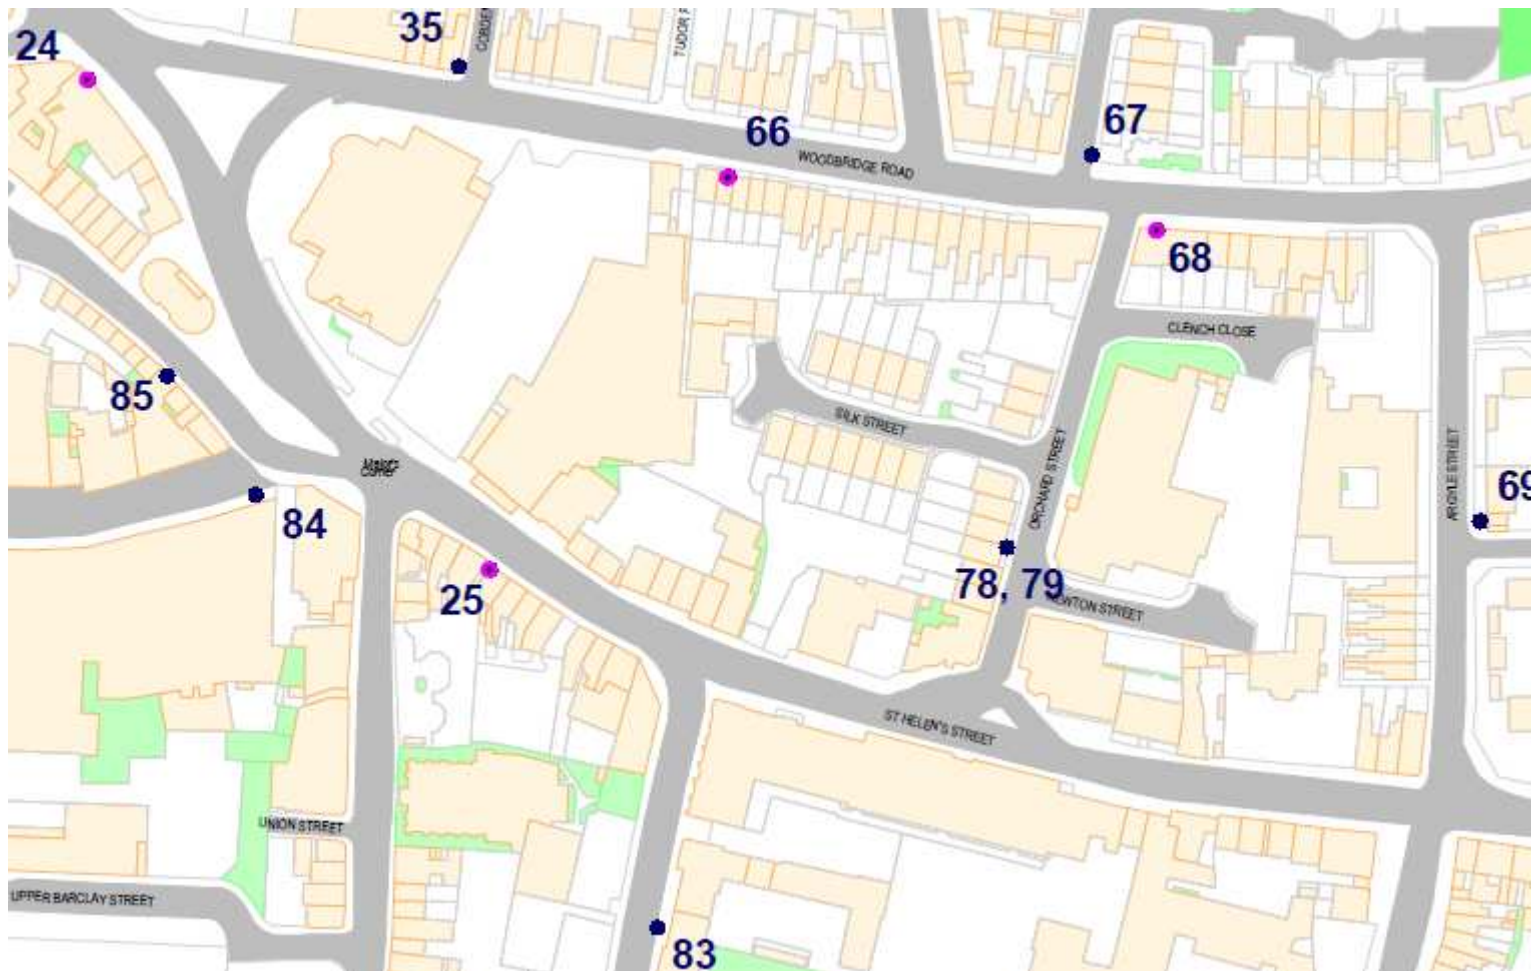 24
35
66
67
WOODBRIDGE ROAD
68
CLENCH CLOSE
85
SILK STREET
ORCHARD STREET
ARGYLE STREET
69
84
25
78, 79
ST HELEN'S STREET
UNION STREET
UPPER BARCLAY STREET
83